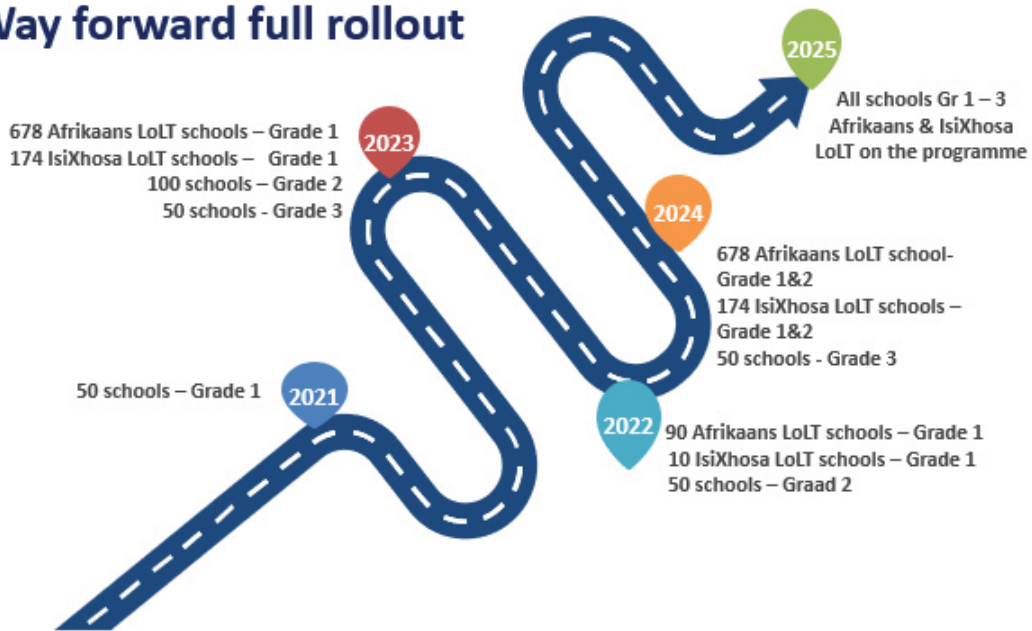 Way forward full rollout
2021
50 schools – Grade 1
2022
90 Afrikaans LoLT schools – Grade 1
10 IsiXhosa LoLT schools – Grade 1
50 schools – Graad 2
2023
678 Afrikaans LoLT schools – Grade 1
174 IsiXhosa LoLT schools – Grade 1
100 schools – Grade 2
50 schools - Grade 3
2024
678 Afrikaans LoLT school-
Grade 1&2
174 IsiXhosa LoLT schools –
Grade 1&2
50 schools - Grade 3
2025
All schools Gr 1 – 3
Afrikaans & IsiXhosa
LoLT on the programme